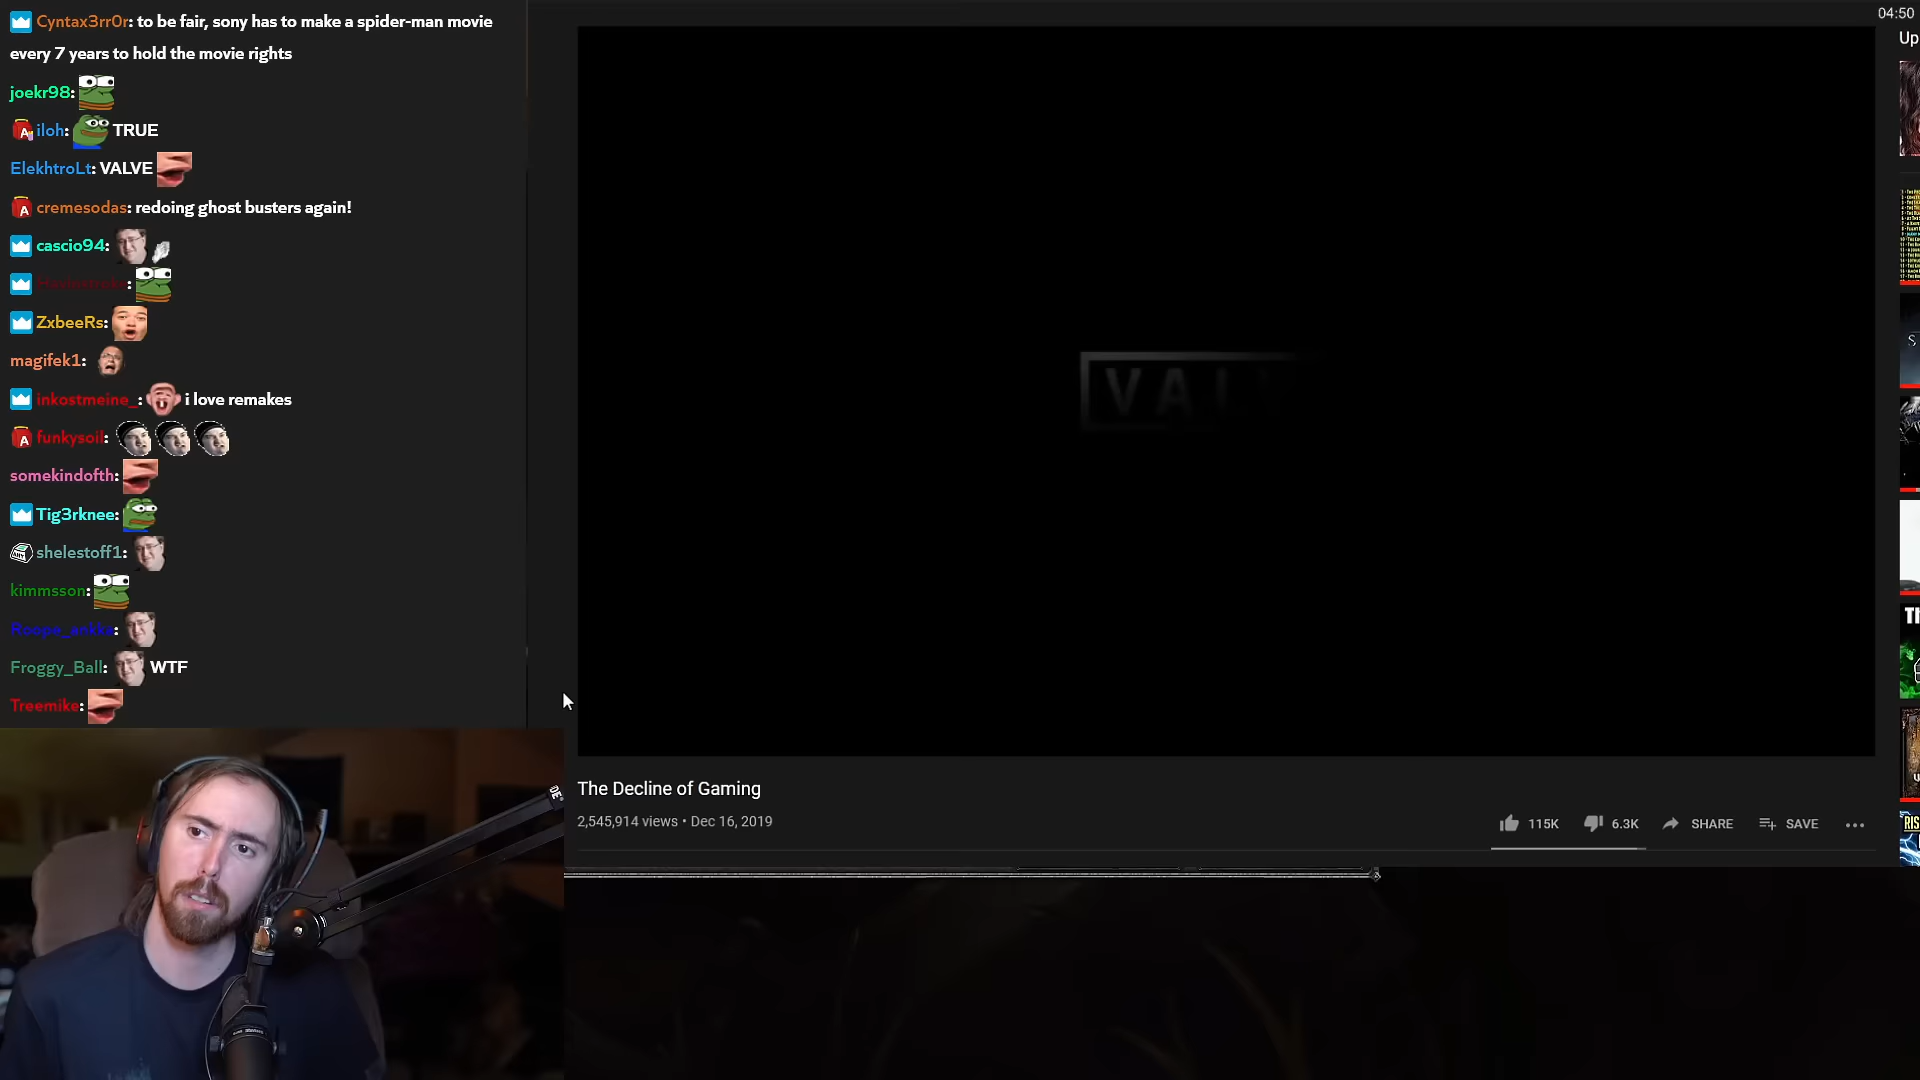 Cyntax3rr0r: to be fair, sony has to make a spider-man movie
every 7 years to hold the movie rights
joekr98:
iloh: TRUE
ElekhtroLt: VALVE
cremesodas: redoing ghost busters again!
cascio94:
ZxbeeRs:
magifek1:
inkostmeine_: i love remakes
funkysoil:
somekindofth:
Tig3rknee:
shelestoff1:
kimmsson:
Roope_ankka:
Froggy_Ball: WTF
Treemike:
04:50
Up
VAL
The Decline of Gaming
2,545,914 views • Dec 16, 2019
115K 6.3K SHARE SAVE